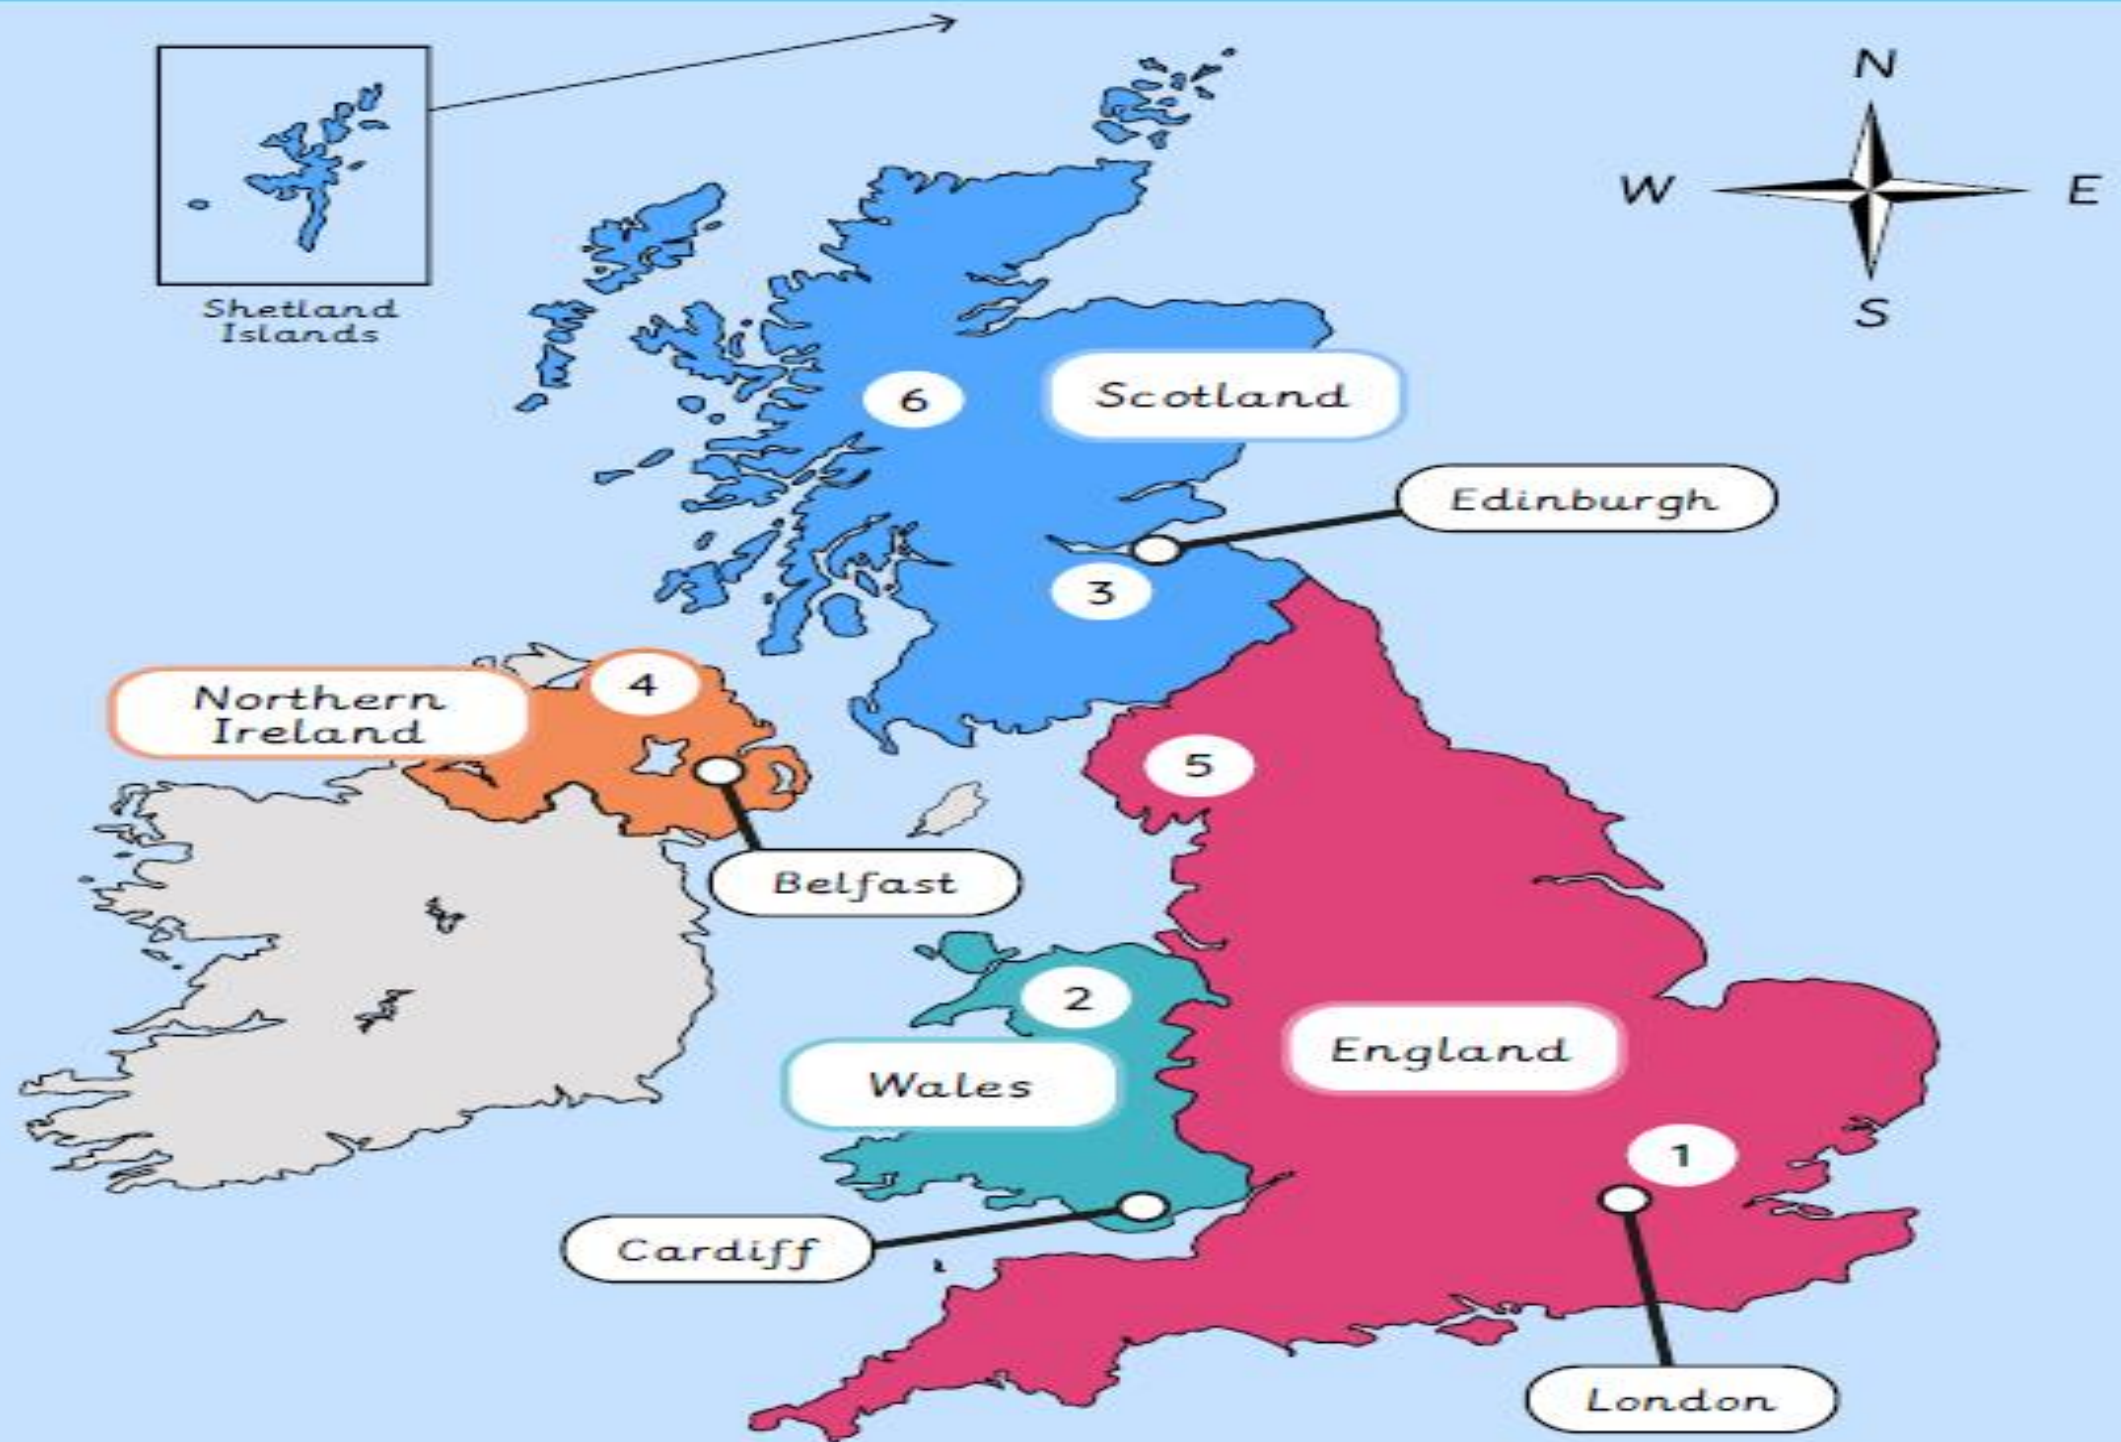 N
W
E
S
Shetland
Islands
6
Scotland
Edinburgh
3
Northern
Ireland
4
5
Belfast
2
Wales
England
1
Cardiff
London